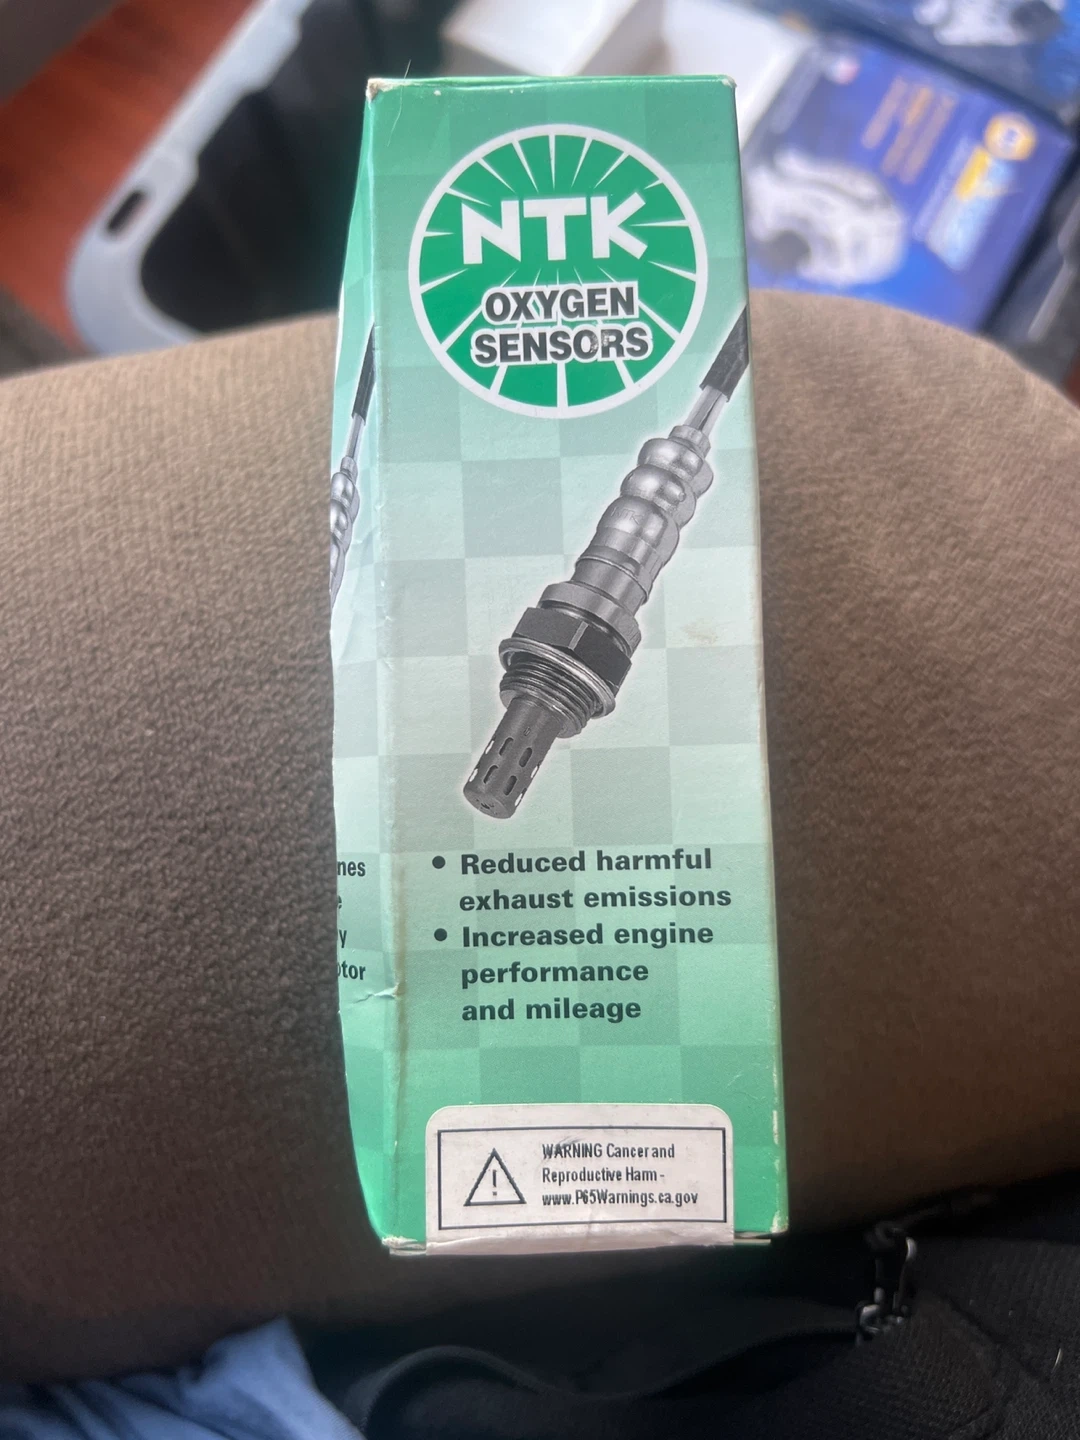 NTK
OXYGEN
SENSORS
• Reduced harmful
exhaust emissions
• Increased engine
performance
and mileage
WARNING Cancer and
Reproductive Harm -
www.P65Warnings.ca.gov